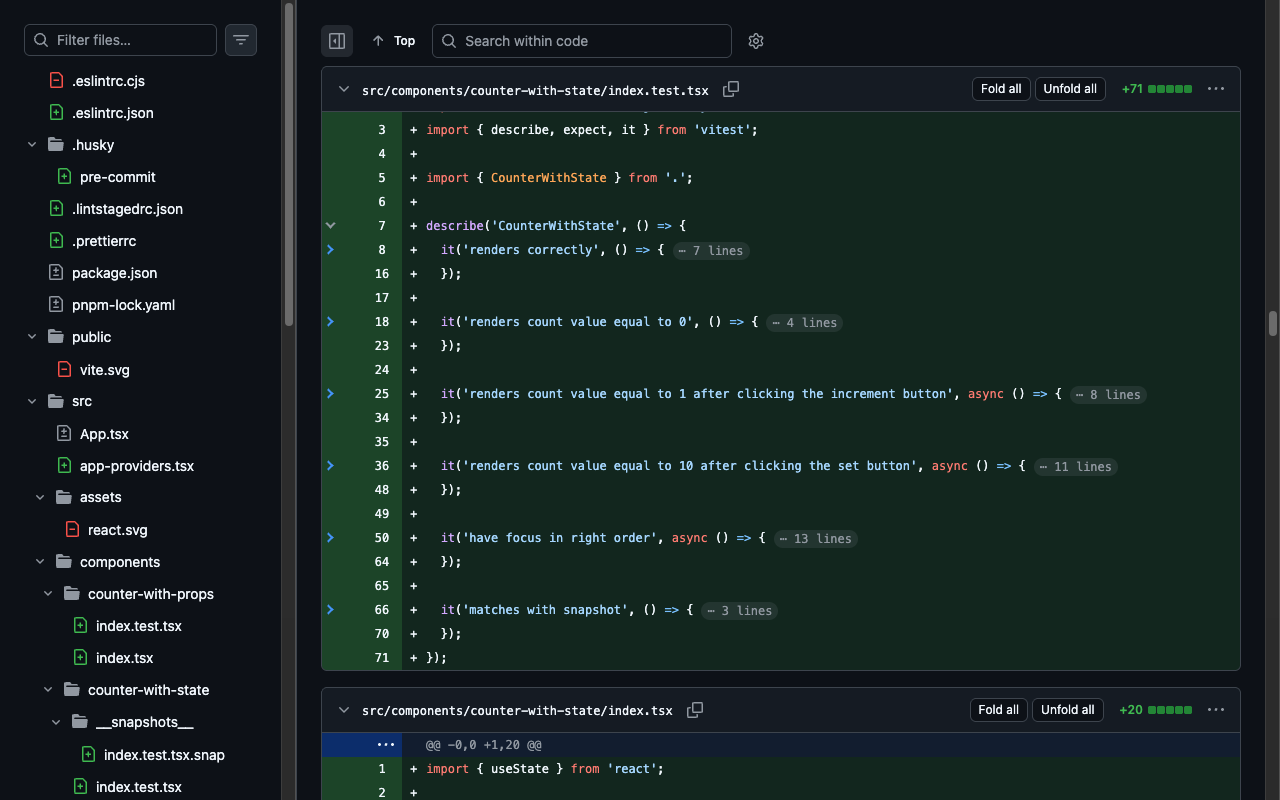 Filter files...
.eslintrc.cjs
.eslintrc.json
.husky
pre-commit
.lintstagedrc.json
.prettierrc
package.json
pnpm-lock.yaml
public
vite.svg
src
App.tsx
app-providers.tsx
assets
react.svg
components
counter-with-props
index.test.tsx
index.tsx
counter-with-state
__snapshots__
index.test.tsx.snap
index.test.tsx
Top
Search within code
src/components/counter-with-state/index.test.tsx Fold all Unfold all +71
3 + import { describe, expect, it } from 'vitest';
4 +
5 + import { CounterWithState } from '.';
6 +
7 + describe('CounterWithState', () => {
8 + it('renders correctly', () => { ⋯ 7 lines
16 + });
17 +
18 + it('renders count value equal to 0', () => { ⋯ 4 lines
23 + });
24 +
25 + it('renders count value equal to 1 after clicking the increment button', async () => { ⋯ 8 lines
34 + });
35 +
36 + it('renders count value equal to 10 after clicking the set button', async () => { ⋯ 11 lines
48 + });
49 +
50 + it('have focus in right order', async () => { ⋯ 13 lines
64 + });
65 +
66 + it('matches with snapshot', () => { ⋯ 3 lines
70 + });
71 + });
src/components/counter-with-state/index.tsx Fold all Unfold all +20
@@ -0,0 +1,20 @@
1 + import { useState } from 'react';
2 +